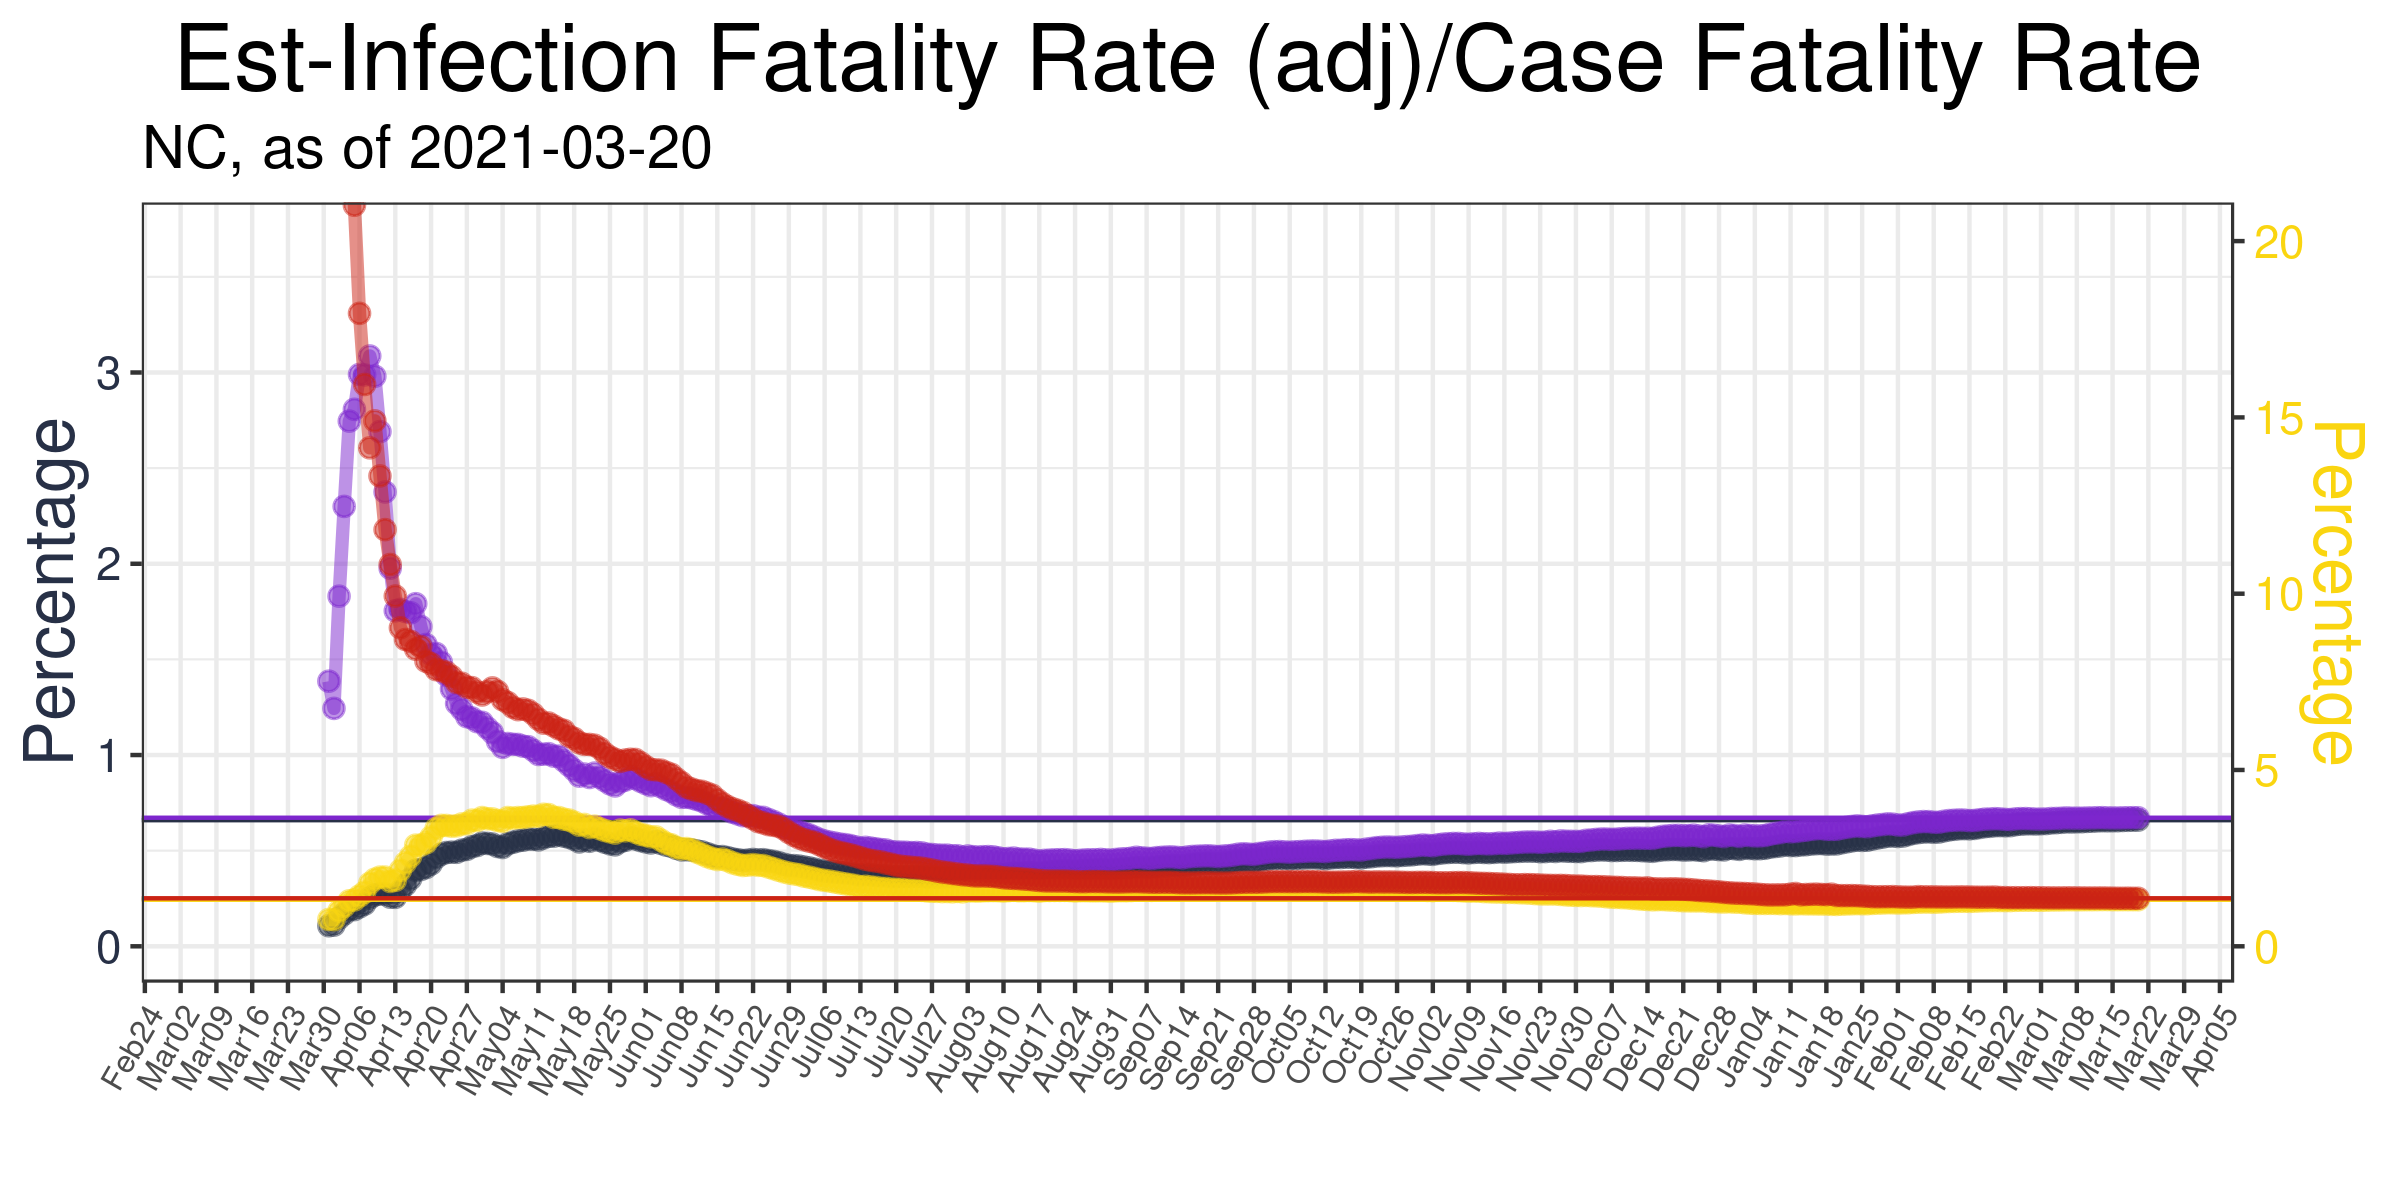 Est-Infection Fatality Rate (adj)/Case Fatality Rate
NC, as of 2021-03-20
Percentage
3
2
1
0
20
15
10
5
0
Percentage
Feb24
Mar02
Mar09
Mar16
Mar23
Mar30
Apr06
Apr13
Apr20
Apr27
May04
May11
May18
May25
Jun01
Jun08
Jun15
Jun22
Jun29
Jul06
Jul13
Jul20
Jul27
Aug03
Aug10
Aug17
Aug24
Aug31
Sep07
Sep14
Sep21
Sep28
Oct05
Oct12
Oct19
Oct26
Nov02
Nov09
Nov16
Nov23
Nov30
Dec07
Dec14
Dec21
Dec28
Jan04
Jan11
Jan18
Jan25
Feb01
Feb08
Feb15
Feb22
Mar01
Mar08
Mar15
Mar22
Mar29
Apr05